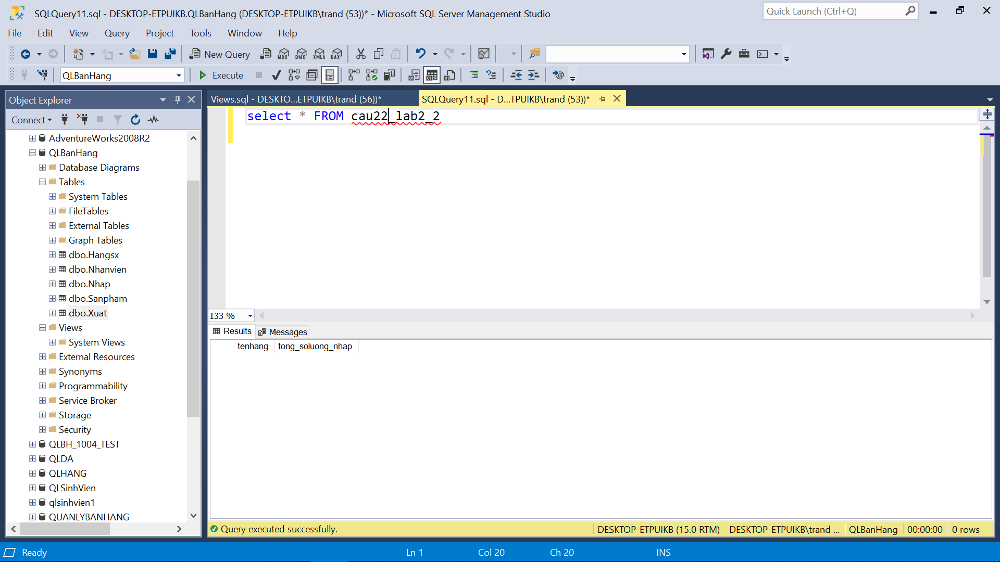 SQLQuery11.sql - DESKTOP-ETPUIKB.QLBanHang (DESKTOP-ETPUIKB\trand (53))* - Microsoft SQL Server Management Studio
Quick Launch (Ctrl+Q)
File Edit View Query Project Tools Window Help
New Query
MDX DMX XMLA DAX
QLBanHang
Execute
Object Explorer
Views.sql - DESKTO...ETPUIKB\trand (56))*
SQLQuery11.sql - D...TPUIKB\trand (53))*
Connect
select * FROM cau22_lab2_2
AdventureWorks2008R2
QLBanHang
Database Diagrams
Tables
System Tables
FileTables
External Tables
Graph Tables
dbo.Hangsx
dbo.Nhanvien
dbo.Nhap
dbo.Sanpham
dbo.Xuat
Views
System Views
External Resources
Synonyms
Programmability
Service Broker
Storage
Security
QLBH_1004_TEST
QLDA
QLHANG
QLSinhVien
qlsinhvien1
QUANLYBANHANG
133 %
Results Messages
tenhang tong_soluong_nhap
Query executed successfully.
DESKTOP-ETPUIKB (15.0 RTM) DESKTOP-ETPUIKB\trand ... QLBanHang 00:00:00 0 rows
Ready Ln 1 Col 20 Ch 20 INS